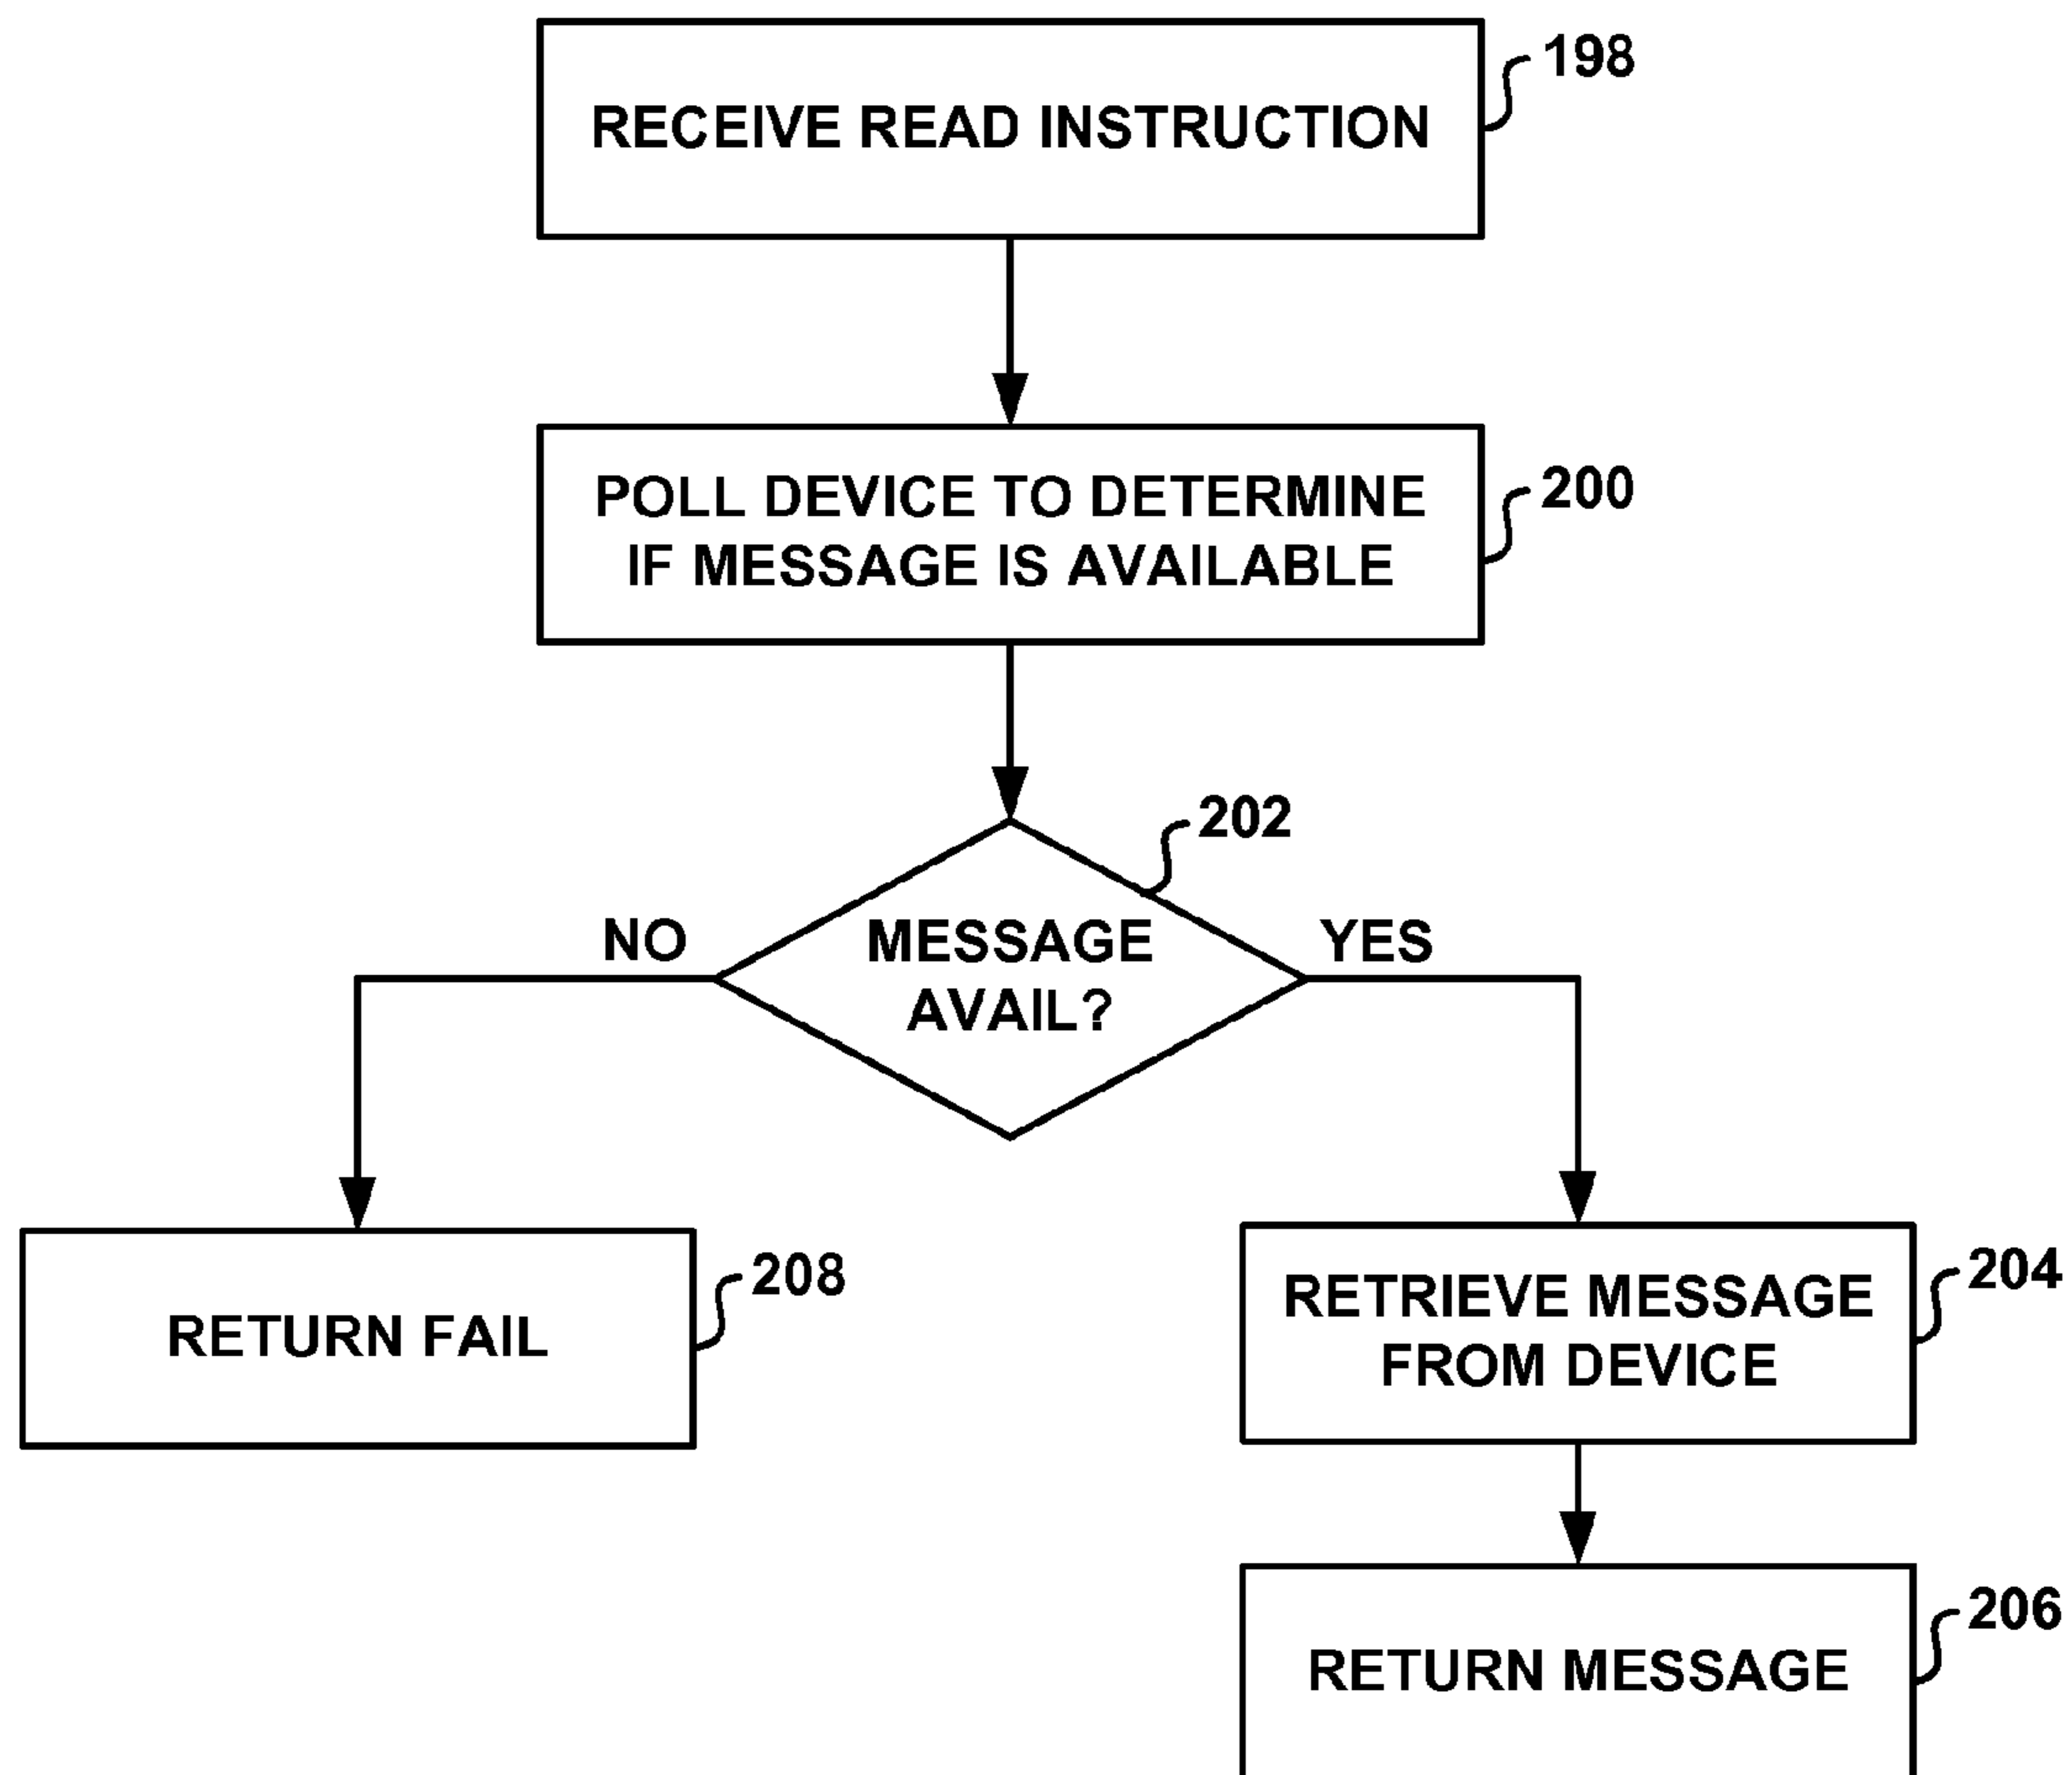 RECEIVE READ INSTRUCTION
198
POLL DEVICE TO DETERMINE
IF MESSAGE IS AVAILABLE
200
202
NO
MESSAGE
AVAIL?
YES
RETURN FAIL
208
RETRIEVE MESSAGE
FROM DEVICE
204
RETURN MESSAGE
206